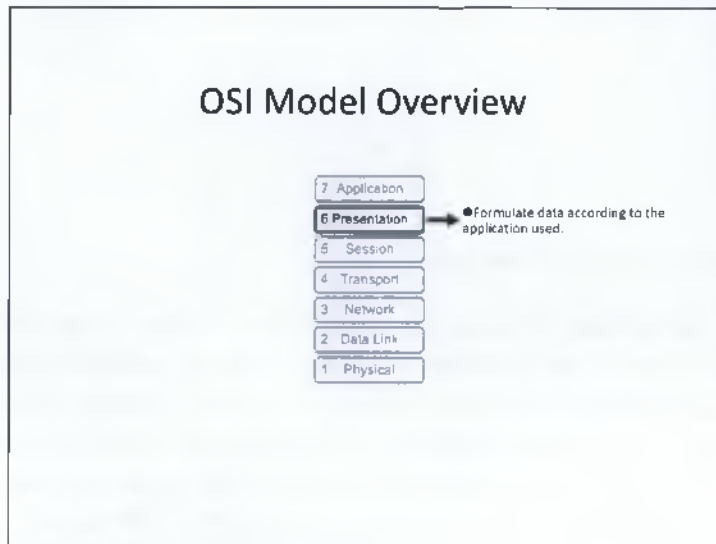 OSI Model Overview
7 Application
6 Presentation
●Formulate data according to the
application used.
5 Session
4 Transport
3 Network
2 Data Link
1 Physical